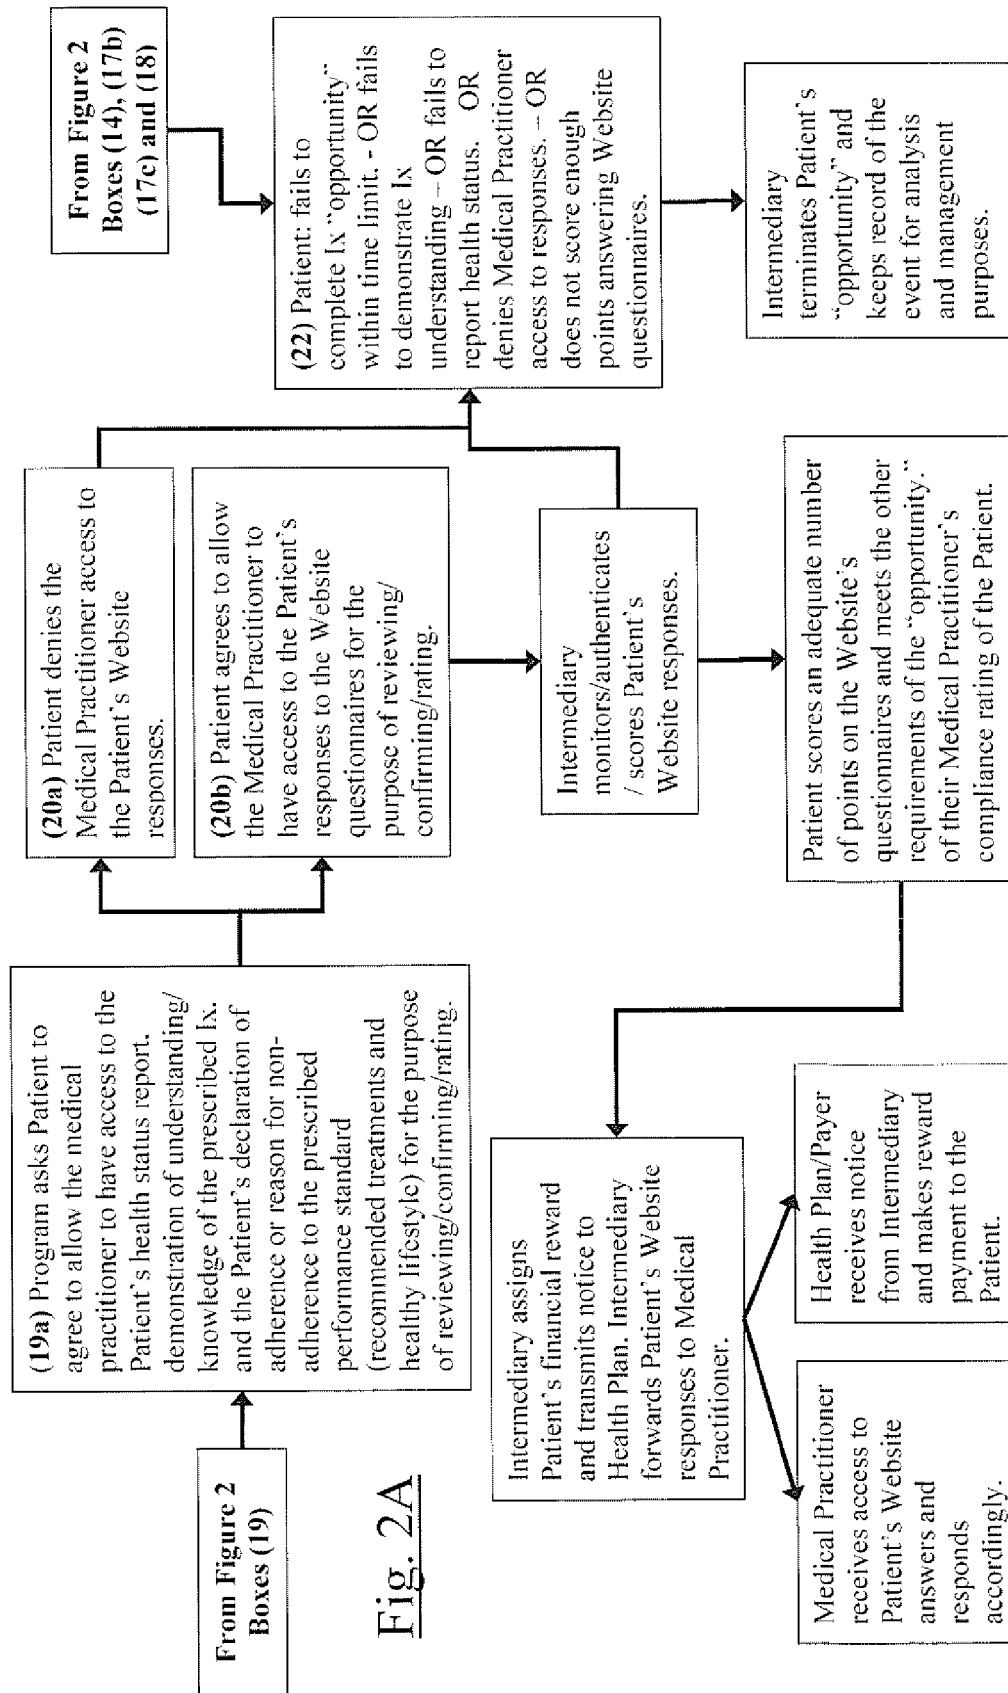 From Figure 2
Boxes (19)
(19a) Program asks Patient to
agree to allow the medical
practitioner to have access to the
Patient's health status report.
demonstration of understanding/
knowledge of the prescribed Ix.
and the Patient's declaration of
adherence or reason for non-
adherence to the prescribed
performance standard
(recommended treatments and
healthy lifestyle) for the purpose
of reviewing/confirming/rating.
(20a) Patient denies the
Medical Practitioner access to
the Patient's Website
responses.
(20b) Patient agrees to allow
the Medical Practitioner to
have access to the Patient's
responses to the Website
questionnaires for the
purpose of reviewing/
confirming/rating.
From Figure 2
Boxes (14), (17b)
(17c) and (18)
(22) Patient: fails to
complete Ix "opportunity"
within time limit. - OR fails
to demonstrate Ix
understanding – OR fails to
report health status. OR
denies Medical Practitioner
access to responses. – OR
does not score enough
points answering Website
questionnaires.
Intermediary
monitors/authenticates
/ scores Patient's
Website responses.
Intermediary
terminates Patient's
"opportunity" and
keeps record of the
event for analysis
and management
purposes.
Patient scores an adequate number
of points on the Website's
questionnaires and meets the other
requirements of the "opportunity."
of their Medical Practitioner's
compliance rating of the Patient.
Intermediary assigns
Patient's financial reward
and transmits notice to
Health Plan. Intermediary
forwards Patient's Website
responses to Medical
Practitioner.
Medical Practitioner
receives access to
Patient's Website
answers and
responds
accordingly.
Health Plan/Payer
receives notice
from Intermediary
and makes reward
payment to the
Patient.
Fig. 2A